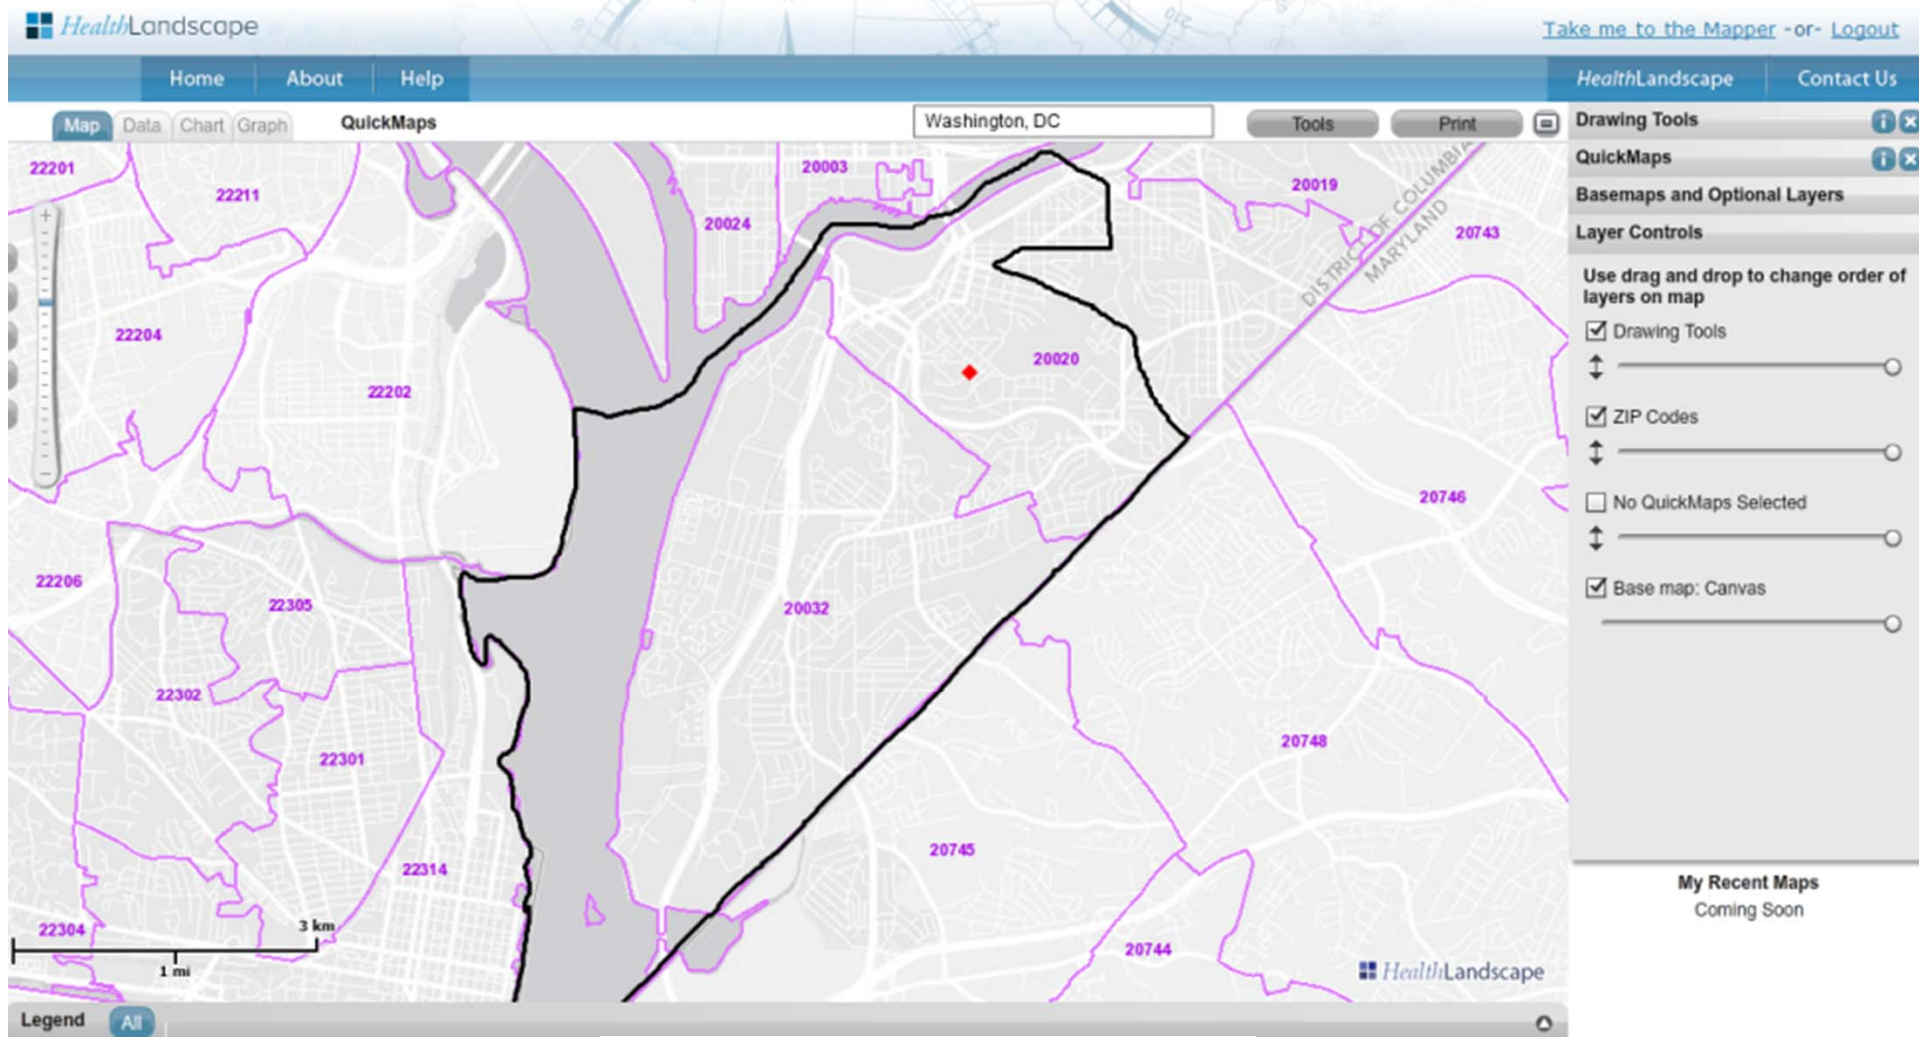 HealthLandscape
Take me to the Mapper -or- Logout
Home About Help
HealthLandscape Contact Us
Map Data Chart Graph QuickMaps
Washington, DC
Tools Print
Drawing Tools
QuickMaps
Basemaps and Optional Layers
Layer Controls
Use drag and drop to change order of
layers on map
Drawing Tools
ZIP Codes
No QuickMaps Selected
Base map: Canvas
My Recent Maps
Coming Soon
22201
22211
20003
20024
20019
20743
DISTRICT OF COLUMBIA
MARYLAND
22204
22202
20020
20746
22206
22305
20032
22302
22301
20748
22314
20745
22304
20744
3 km
1 mi
HealthLandscape
Legend All